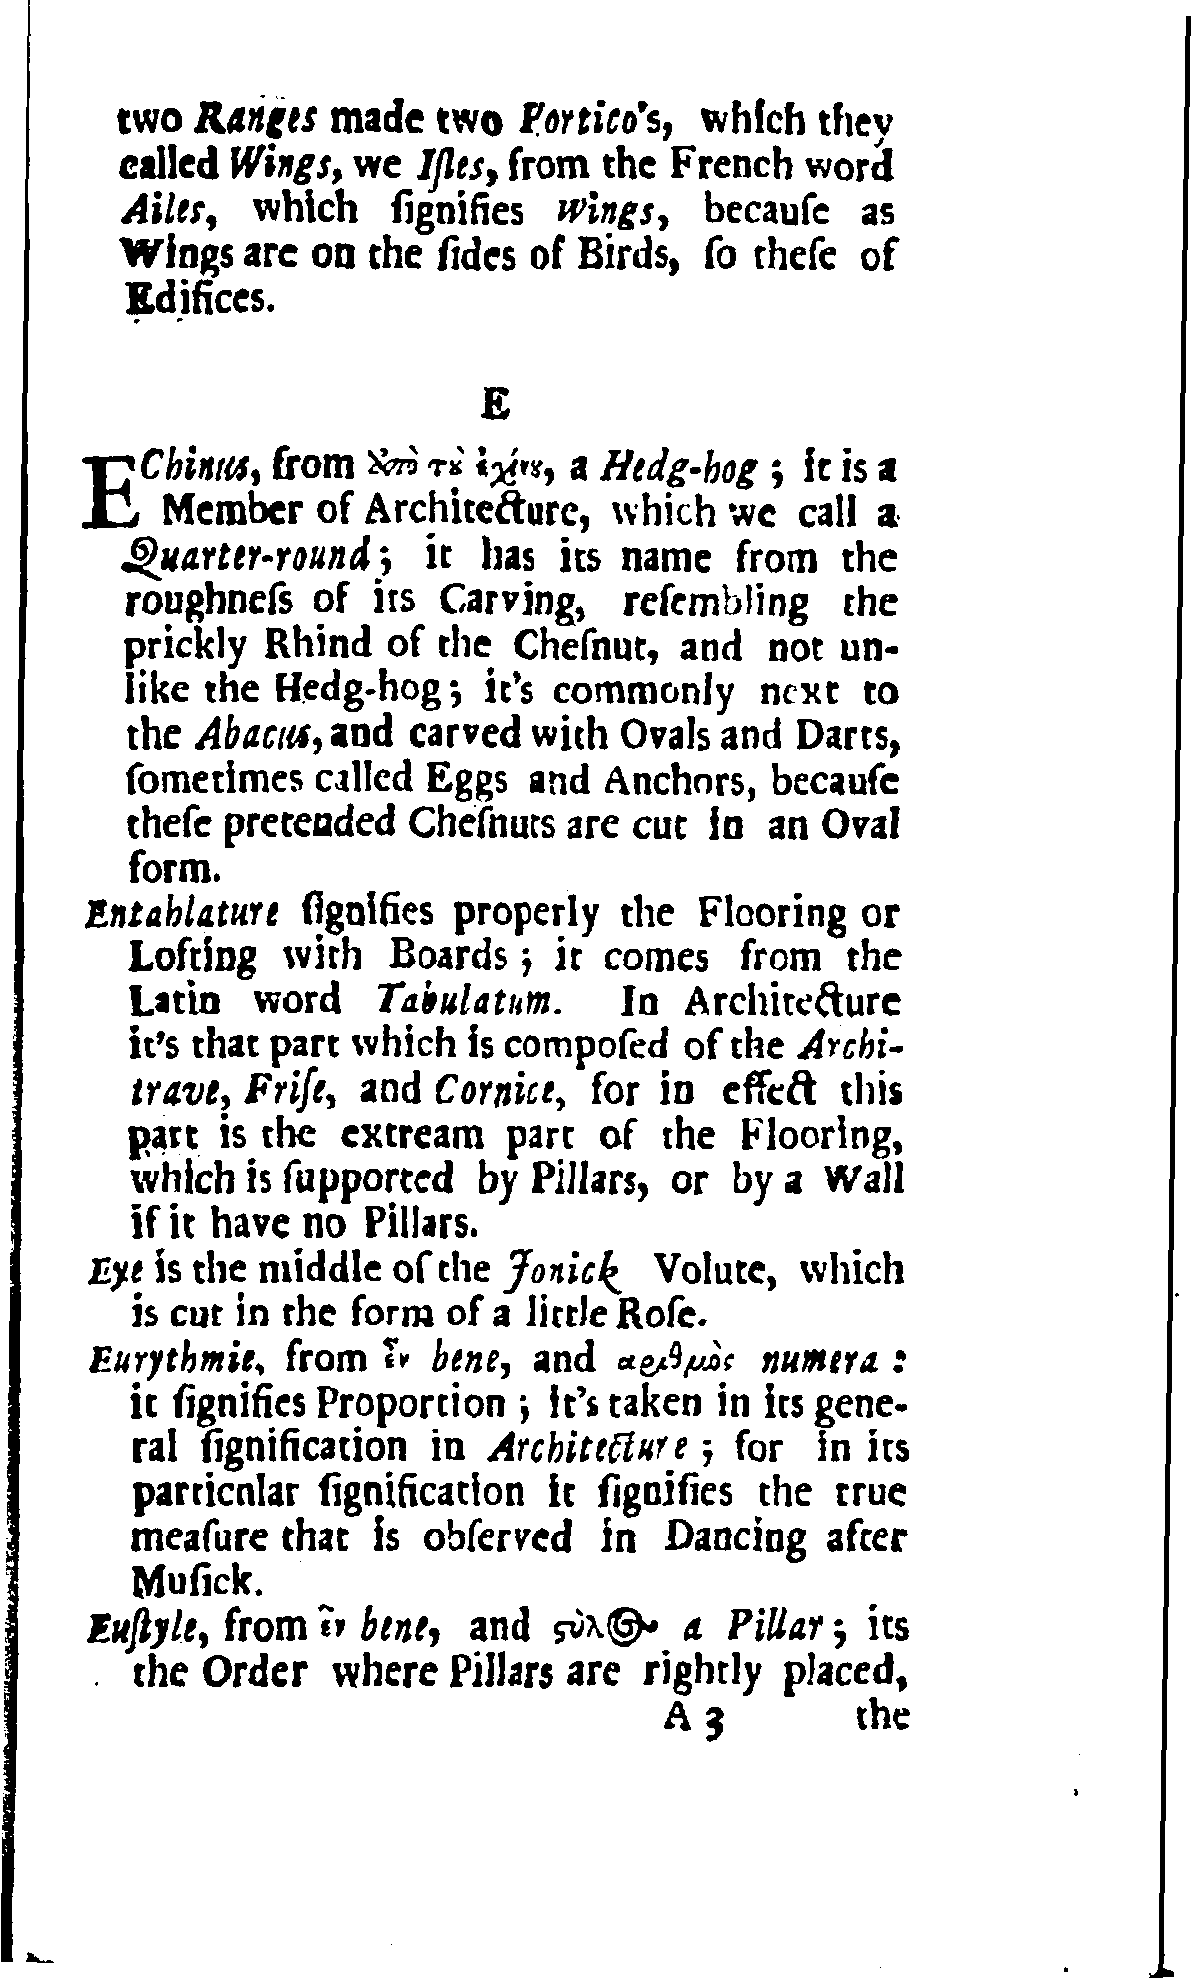 two Ranges made two Portico's, which they
called Wings, we Iſles, from the French word
Ailes, which ſignifies Wings, becauſe as
Wings are on the ſides of Birds, ſo theſe of
Edifices.
E
EChinus, from ἀπὸ τȣ ἐχίνȣ, a Hedg-hog; it is a
Member of Architecture, which we call a
Quarter-round; it has its name from the
roughneſs of its Carving, reſembling the
prickly Rhind of the Cheſnut, and not un-
like the Hedg-hog; it's commonly next to
the Abacus, and carved with Ovals and Darts,
ſometimes called Eggs and Anchors, becauſe
theſe pretended Cheſnuts are cut in an Oval
form.
Entablature ſignifies properly the Flooring or
Lofting with Boards; it comes from the
Latin word Tabulatum. In Architecture
it's that part which is compoſed of the Archi-
trave, Friſe, and Cornice, for in effect this
part is the extream part of the Flooring,
which is ſupported by Pillars, or by a Wall
if it have no Pillars.
Eye is the middle of the Jonick Volute, which
is cut in the form of a little Roſe.
Eurythmie, from bene, and αριθμὸς numera:
it ſignifies Proportion; it's taken in its gene-
ral ſignification in Architecture; for in its
particnlar ſignification it ſignifies the true
meaſure that is obſerved in Dancing after
Muſick.
Euſtyle, from bene, and ϛύλος a Pillar; its
the Order where Pillars are rightly placed,
A 3 the